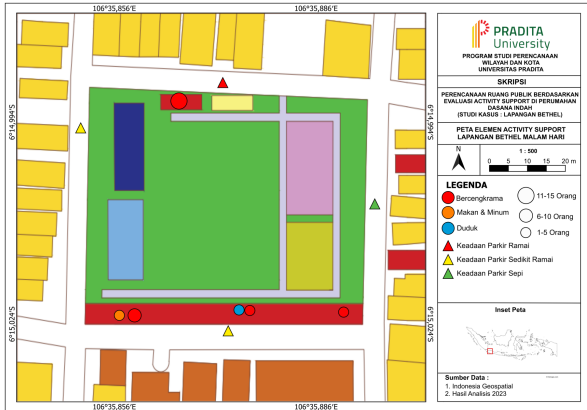 106°35,856'E
106°35,886'E
6°14,994'S
6°14,994'S
6°15,024'S
6°15,024'S
106°35,856'E
106°35,886'E
PRADITA
University
PROGRAM STUDI PERENCANAAN
WILAYAH DAN KOTA
UNIVERSITAS PRADITA
SKRIPSI
PERENCANAAN RUANG PUBLIK BERDASARKAN
EVALUASI ACTIVITY SUPPORT DI PERUMAHAN
DASANA INDAH
(STUDI KASUS : LAPANGAN BETHEL)
PETA ELEMEN ACTIVITY SUPPORT
LAPANGAN BETHEL MALAM HARI
N
1 : 500
0 5 10 15 20 m
LEGENDA
Bercengkrama
Makan & Minum
Duduk
Keadaan Parkir Ramai
Keadaan Parkir Sedikit Ramai
Keadaan Parkir Sepi
11-15 Orang
6-10 Orang
1-5 Orang
Inset Peta
Sumber Data :
1. Indonesia Geospatial
2. Hasil Analisis 2023